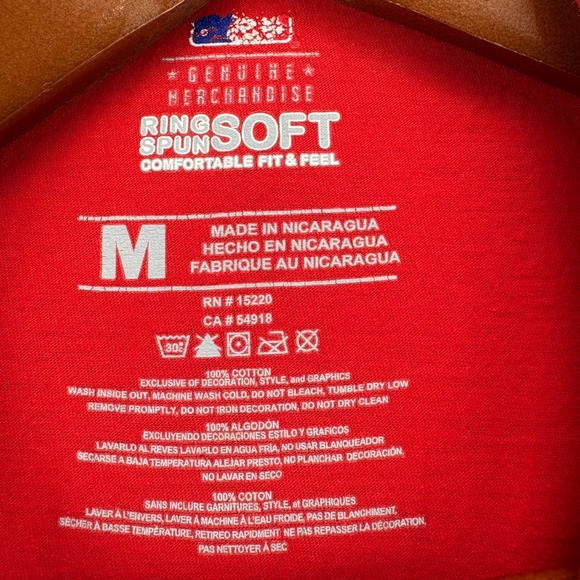 ★ GENUINE ★
MERCHANDISE
RING SPUN SOFT
COMFORTABLE FIT & FEEL
M
MADE IN NICARAGUA
HECHO EN NICARAGUA
FABRIQUE AU NICARAGUA
RN # 15220
CA # 54918
30°
100% COTTON
EXCLUSIVE OF DECORATION, STYLE, and GRAPHICS
WASH INSIDE OUT, MACHINE WASH COLD, DO NOT BLEACH, TUMBLE DRY LOW
REMOVE PROMPTLY, DO NOT IRON DECORATION, DO NOT DRY CLEAN
100% ALGODÓN
EXCLUYENDO DECORACIONES ESTILO Y GRAFICOS
LAVARLO AL REVES LAVARLO EN AGUA FRÍA, NO USAR BLANQUEADOR
SECARSE A BAJA TEMPERATURA ALEJAR PRESTO, NO PLANCHAR DECORACIÓN,
NO LAVAR EN SECO
100% COTON
SANS INCLURE GARNITURES, STYLE, et GRAPHIQUES
LAVER À L'ENVERS, LAVER À MACHINE À L'EAU FROIDE, PAS DE BLANCHIMENT,
SÉCHER À BASSE TEMPÉRATURE, RETIREO RAPIDEMENT NE PAS REPASSER LA DÉCORATION,
PAS NETTOYER À SEC